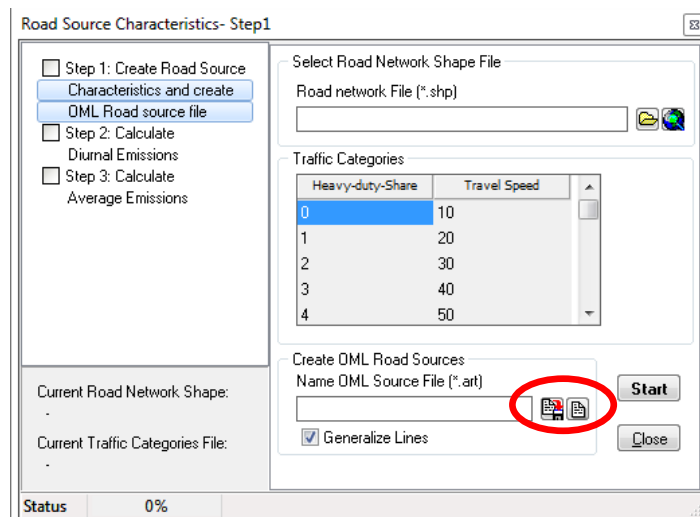 Road Source Characteristics- Step1
Step 1: Create Road Source
Characteristics and create
OML Road source file
Step 2: Calculate
Diurnal Emissions
Step 3: Calculate
Average Emissions
Current Road Network Shape:
-
Current Traffic Categories File:
-
Select Road Network Shape File
Road network File (*.shp)
Traffic Categories
Heavy-duty-Share Travel Speed
0 10
1 20
2 30
3 40
4 50
Create OML Road Sources
Name OML Source File (*.art)
Generalize Lines
Start
Close
Status 0%